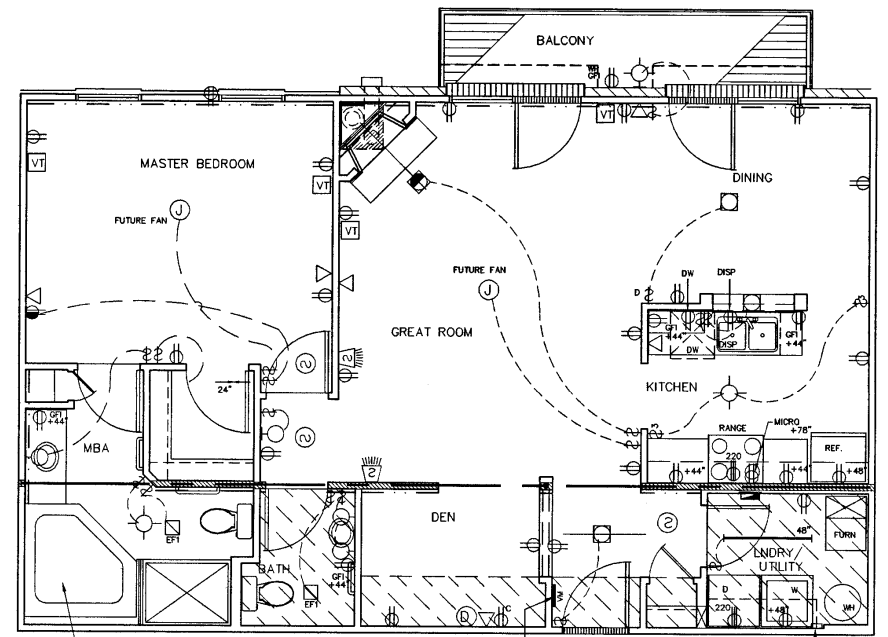 BALCONY
WP
GFI
VT
MASTER BEDROOM
VT
VT
VT
DINING
J
FUTURE FAN
FUTURE FAN
J
DW
DISP
D
GREAT ROOM
GFI
+44"
DISP
GFI
+44"
DW
S
24"
KITCHEN
3
GFI
+44"
MBA
S
RANGE
MICRO
+78"
220
+44"
+44"
REF.
+48"
S
DEN
S
EF1
48"
FURN
LNDRY
UTILITY
BATH
GFI
+44"
EF1
D
220
W
+48"
WH
D
C